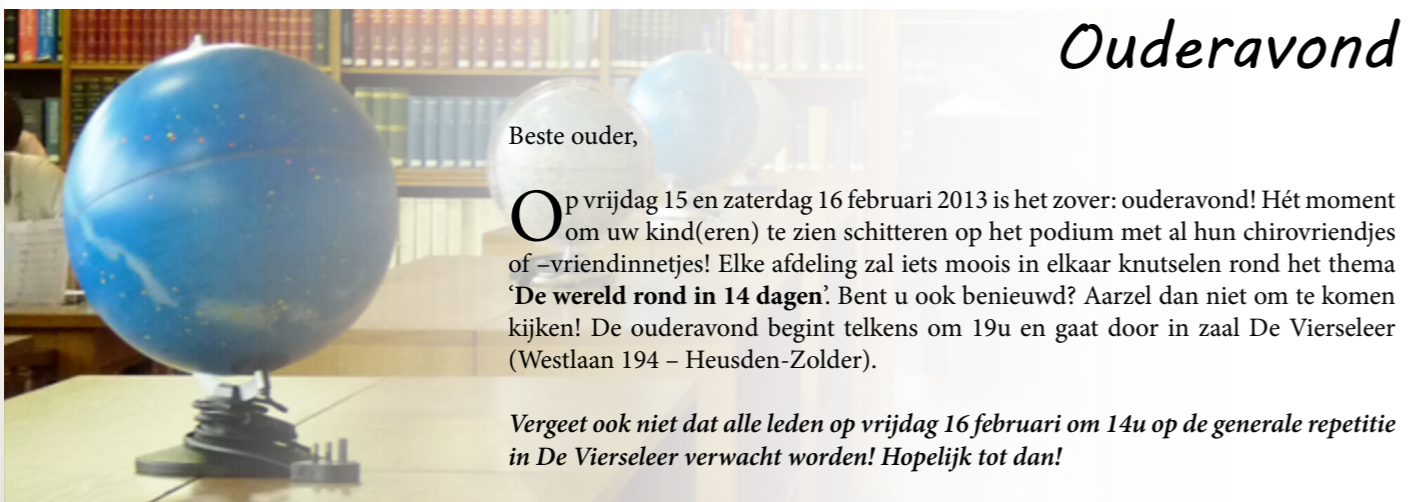 Ouderavond
Beste ouder,
Op vrijdag 15 en zaterdag 16 februari 2013 is het zover: ouderavond! Hét moment
om uw kind(eren) te zien schitteren op het podium met al hun chirovriendjes
of –vriendinnetjes! Elke afdeling zal iets moois in elkaar knutselen rond het thema
‘De wereld rond in 14 dagen’. Bent u ook benieuwd? Aarzel dan niet om te komen
kijken! De ouderavond begint telkens om 19u en gaat door in zaal De Vierseleer
(Westlaan 194 – Heusden-Zolder).
Vergeet ook niet dat alle leden op vrijdag 16 februari om 14u op de generale repetitie
in De Vierseleer verwacht worden! Hopelijk tot dan!